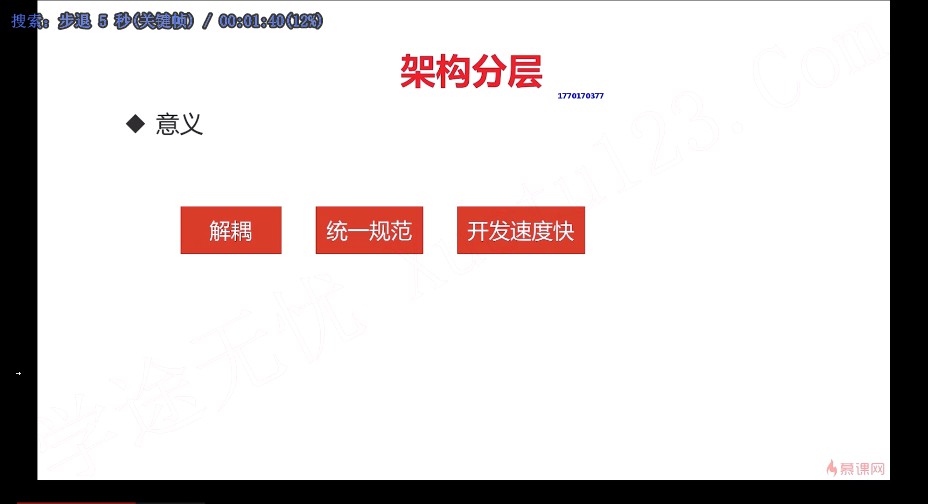 搜索: 步退 5 秒(关键帧) / 00:01:40(12%)
架构分层
1770170377
◆ 意义
解耦 统一规范 开发速度快
学途无忧 xuetu123.Com
慕课网